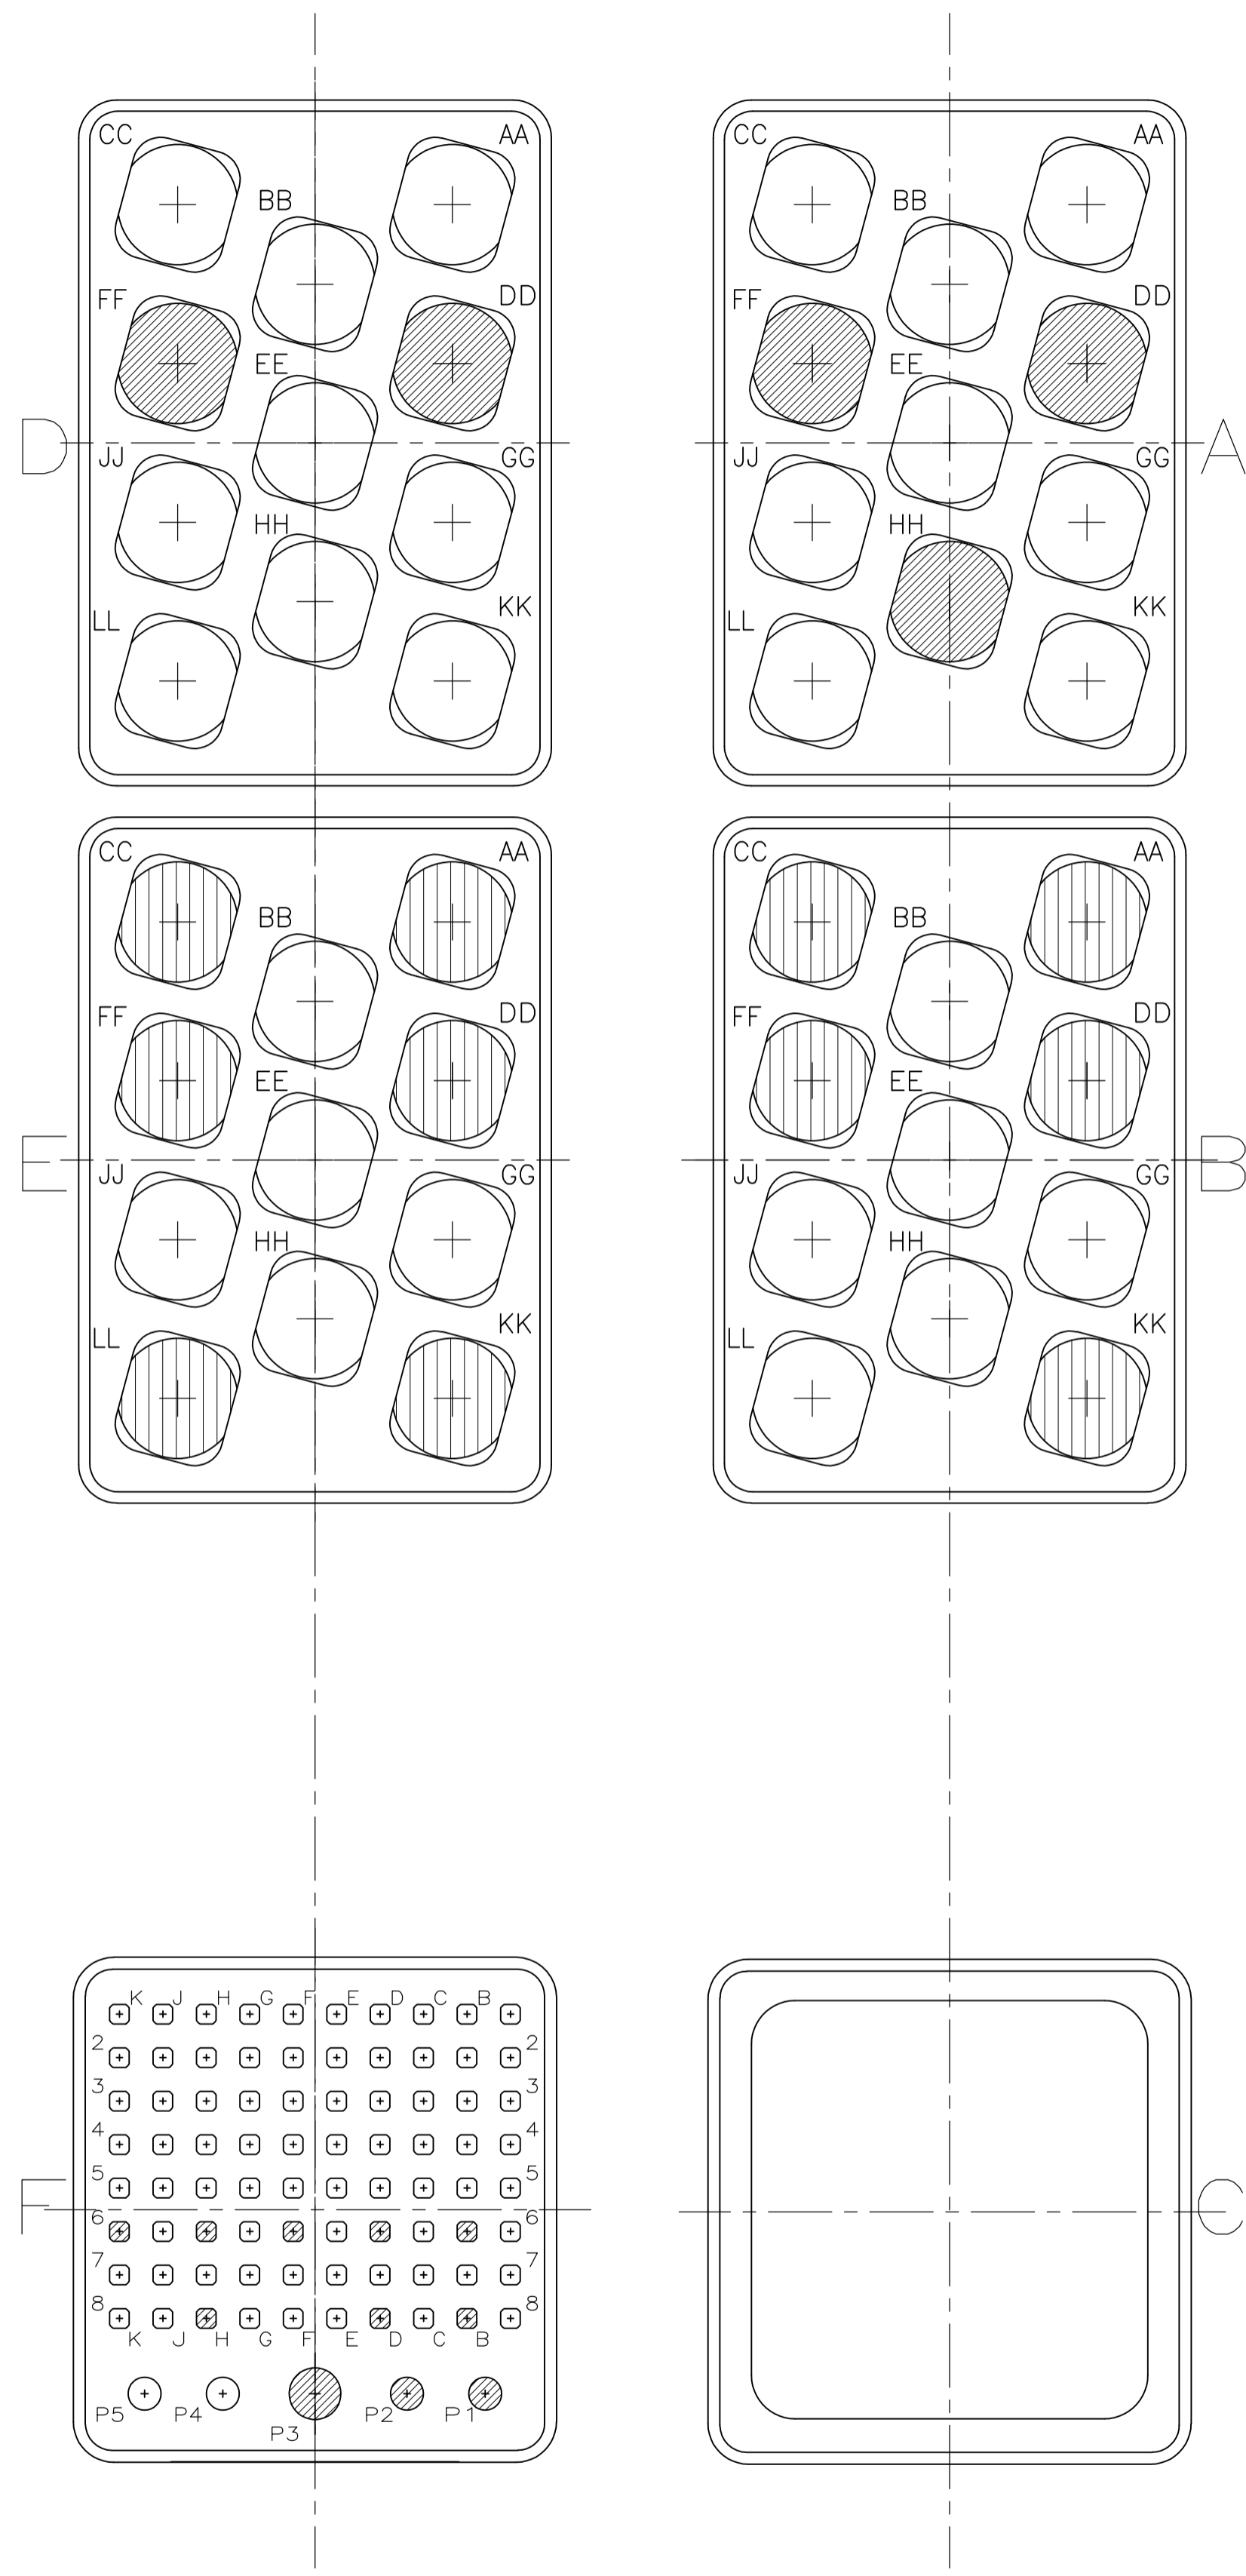 CC AA CC AA
BB BB
FF DD FF DD
EE EE
D JJ GG JJ GG A
HH HH
LL KK LL KK
CC AA CC AA
BB BB
FF DD FF DD
EE EE
E JJ GG JJ GG B
HH HH
LL KK LL KK
K J H G F E D C B
2 2
3 3
4 4
5 5
F C
6 6
7 7
8 8
K J H G F E D C B
P5 P4 P3 P2 P1